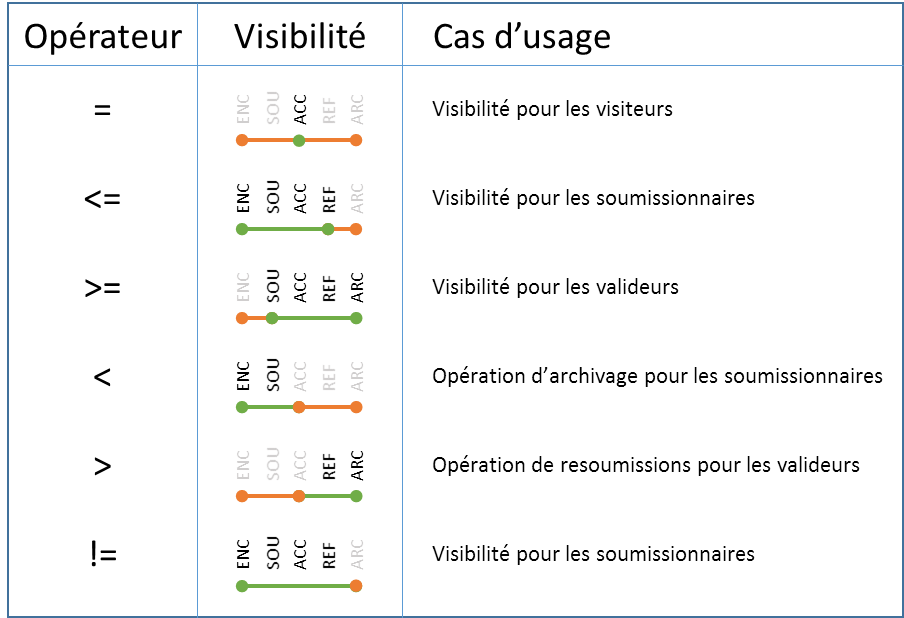 Opérateur Visibilité Cas d’usage
= ENC SOU ACC REF ARC Visibilité pour les visiteurs
<= ENC SOU ACC REF ARC Visibilité pour les soumissionnaires
>= ENC SOU ACC REF ARC Visibilité pour les valideurs
< ENC SOU ACC REF ARC Opération d’archivage pour les soumissionnaires
> ENC SOU ACC REF ARC Opération de resoumissions pour les valideurs
!= ENC SOU ACC REF ARC Visibilité pour les soumissionnaires